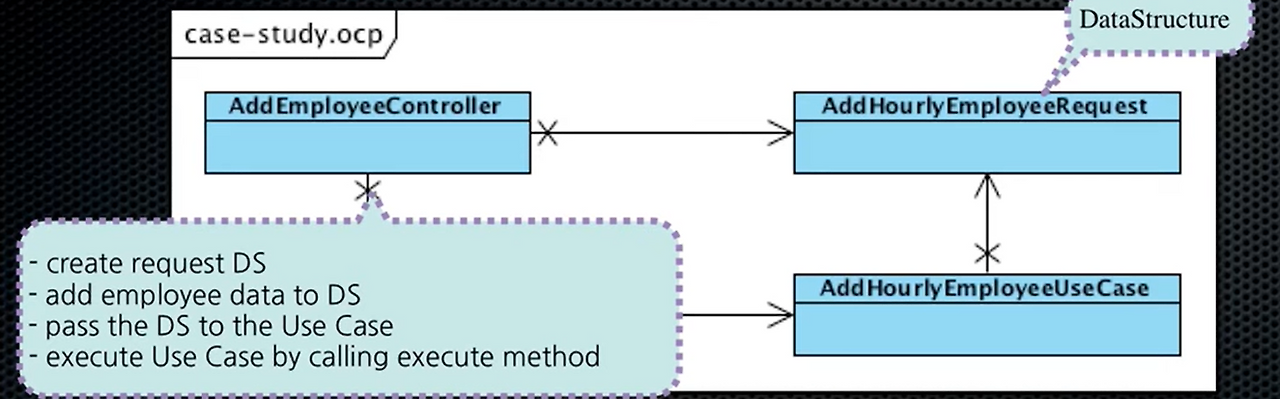 DataStructure
case-study.ocp
AddEmployeeController
AddHourlyEmployeeRequest
- create request DS
- add employee data to DS
- pass the DS to the Use Case
- execute Use Case by calling execute method
AddHourlyEmployeeUseCase